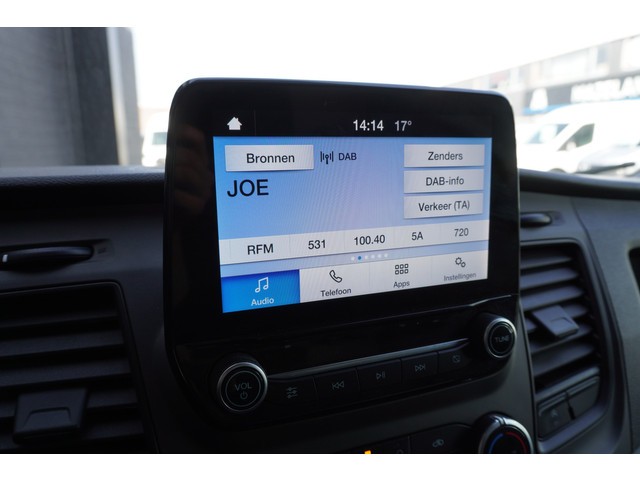 14:14 17°
Bronnen DAB Zenders
JOE
DAB-info
Verkeer (TA)
RFM 531 100.40 5A 720
Audio Telefoon Apps Instellingen
VOL TUNE